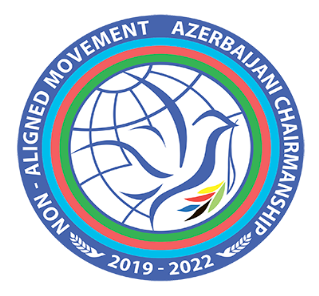 NON - ALIGNED MOVEMENT AZERBAIJANI CHAIRMANSHIP
2019 - 2022